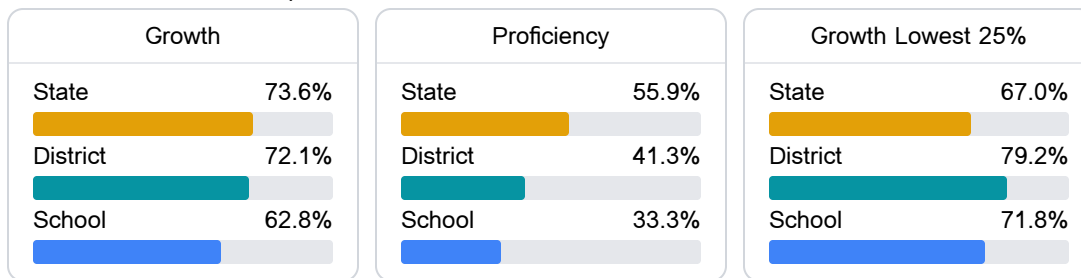 Growth
State 73.6%
District 72.1%
School 62.8%
Proficiency
State 55.9%
District 41.3%
School 33.3%
Growth Lowest 25%
State 67.0%
District 79.2%
School 71.8%